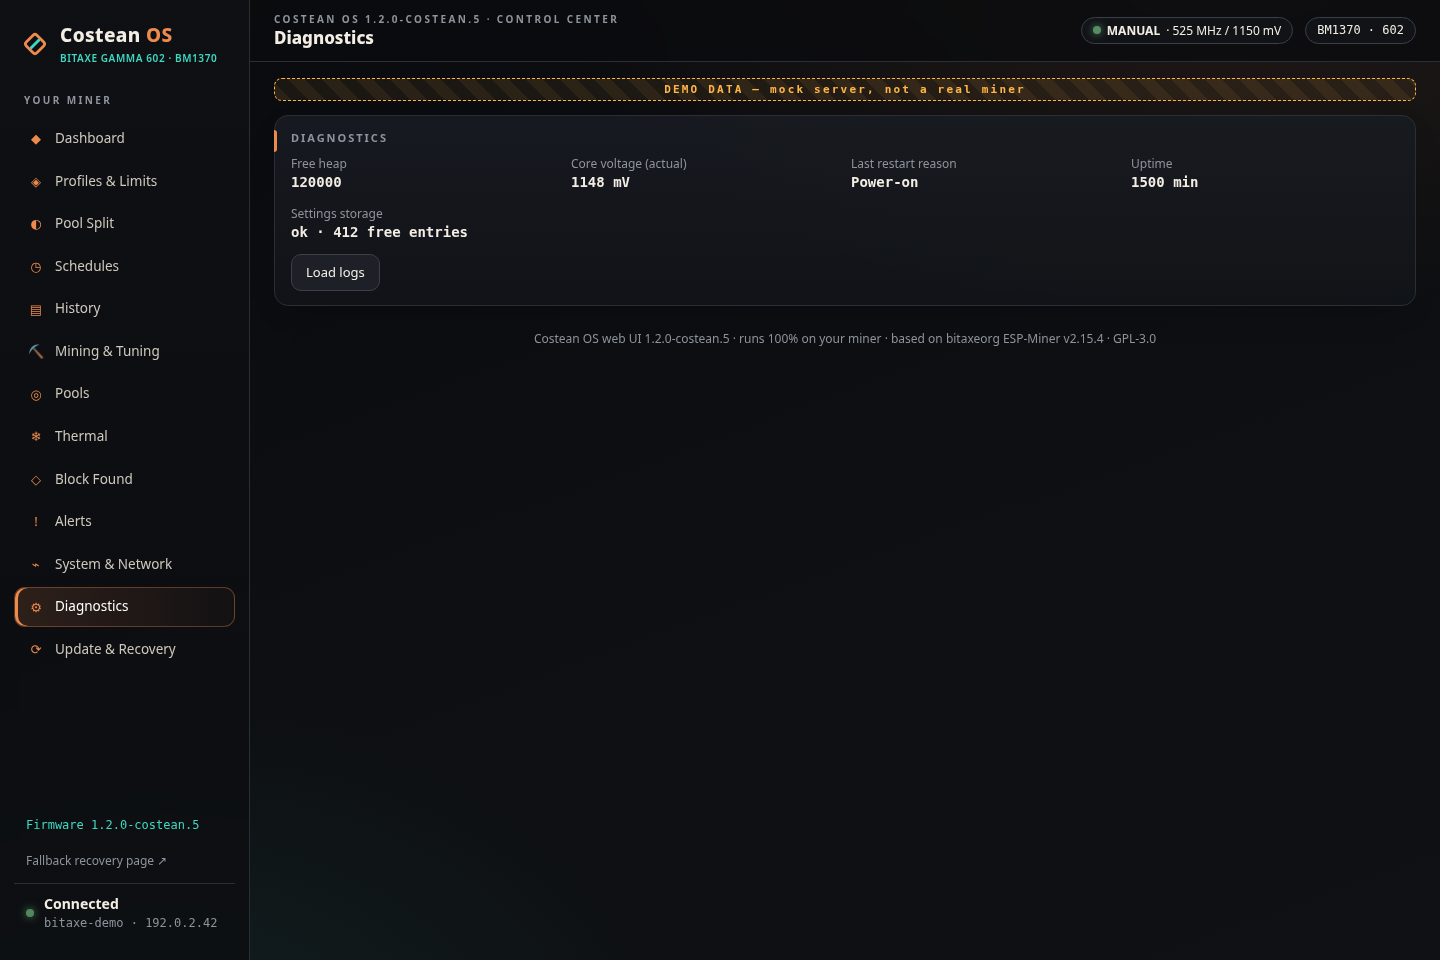 Costean OS
BITAXE GAMMA 602 · BM1370
YOUR MINER
Dashboard
Profiles & Limits
Pool Split
Schedules
History
Mining & Tuning
Pools
Thermal
Block Found
! Alerts
System & Network
Diagnostics
Update & Recovery
Firmware 1.2.0-costean.5
Fallback recovery page ↗
Connected
bitaxe-demo · 192.0.2.42
COSTEAN OS 1.2.0-COSTEAN.5 · CONTROL CENTER
Diagnostics
MANUAL · 525 MHz / 1150 mV
BM1370 · 602
DEMO DATA — mock server, not a real miner
DIAGNOSTICS
Free heap
120000
Core voltage (actual)
1148 mV
Last restart reason
Power-on
Uptime
1500 min
Settings storage
ok · 412 free entries
Load logs
Costean OS web UI 1.2.0-costean.5 · runs 100% on your miner · based on bitaxeorg ESP-Miner v2.15.4 · GPL-3.0